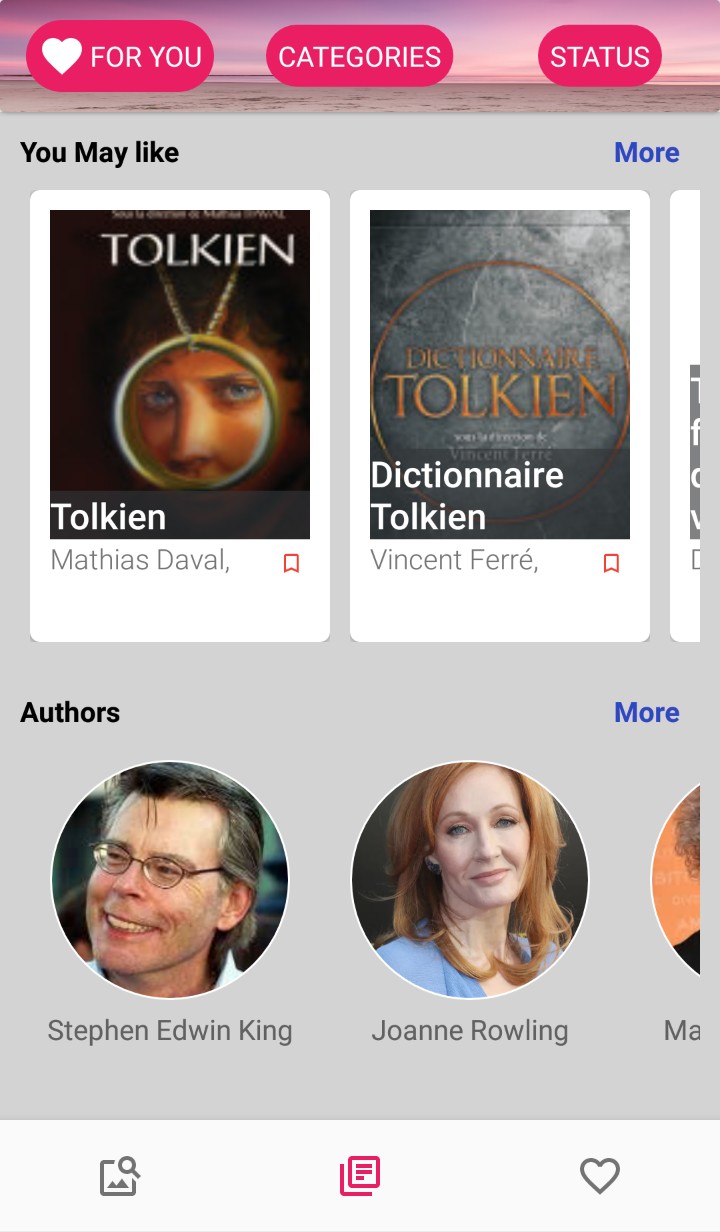 FOR YOU
CATEGORIES
STATUS
You May like
More
Sous la direction de Mathias DAVAL
TOLKIEN
Tolkien
Mathias Daval,
DICTIONNAIRE
TOLKIEN
sous la direction de
Vincent Ferré
Dictionnaire
Tolkien
Vincent Ferré,
Authors
More
Stephen Edwin King
Joanne Rowling
Ma